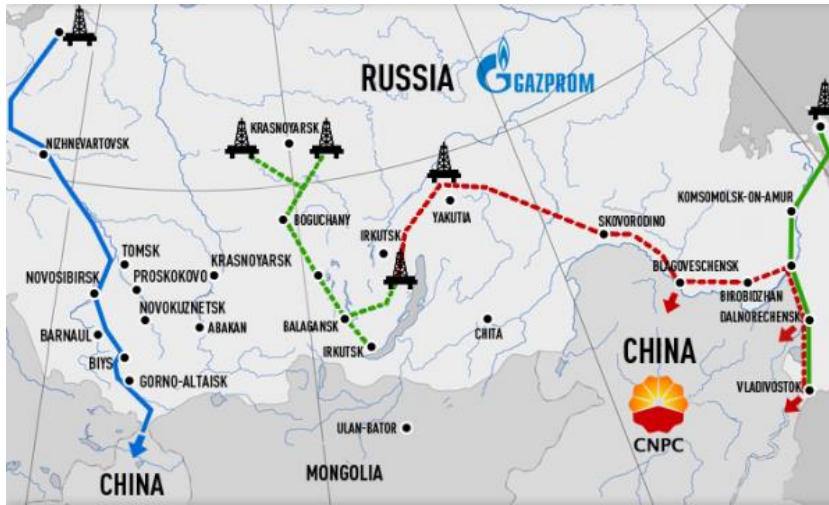 RUSSIA
GAZPROM
KRASNOYARSK
NIZHNEVARTOVSK
KOMSOMOLSK-ON-AMUR
YAKUTIA
BOGUCHANY
IRKUTSK
SKOVORODINO
TOMSK
KRASNOYARSK
PROSKOKOVO
BLAGOVESCHENSK
NOVOSIBIRSK
BIROBIDZHAN
NOVOKUZNETSK
DALNORECHENSK
BALAGANSK
ABAKAN
BARNAUL
CHITA
IRKUTSK
CHINA
BIYS
GORNO-ALTAISK
VLADIVOSTOK
ULAN-BATOR
CNPC
MONGOLIA
CHINA